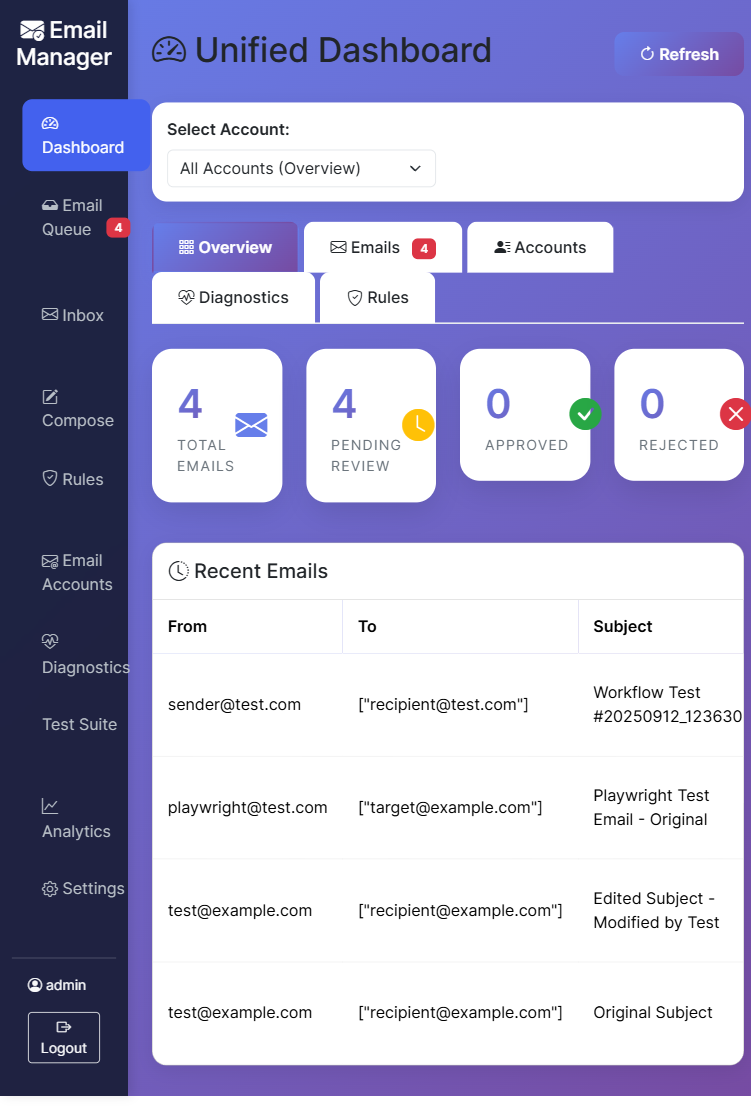 Email
Manager
Dashboard
Email
Queue 4
Inbox
Compose
Rules
Email
Accounts
Diagnostics
Test Suite
Analytics
Settings
admin
Logout
Unified Dashboard
Refresh
Select Account:
All Accounts (Overview)
Overview Emails 4 Accounts
Diagnostics Rules
4
TOTAL
EMAILS
4
PENDING
REVIEW
0
APPROVED
0
REJECTED
Recent Emails
From To Subject
sender@test.com ["recipient@test.com"] Workflow Test
#20250912_123630
playwright@test.com ["target@example.com"] Playwright Test
Email - Original
test@example.com ["recipient@example.com"] Edited Subject -
Modified by Test
test@example.com ["recipient@example.com"] Original Subject